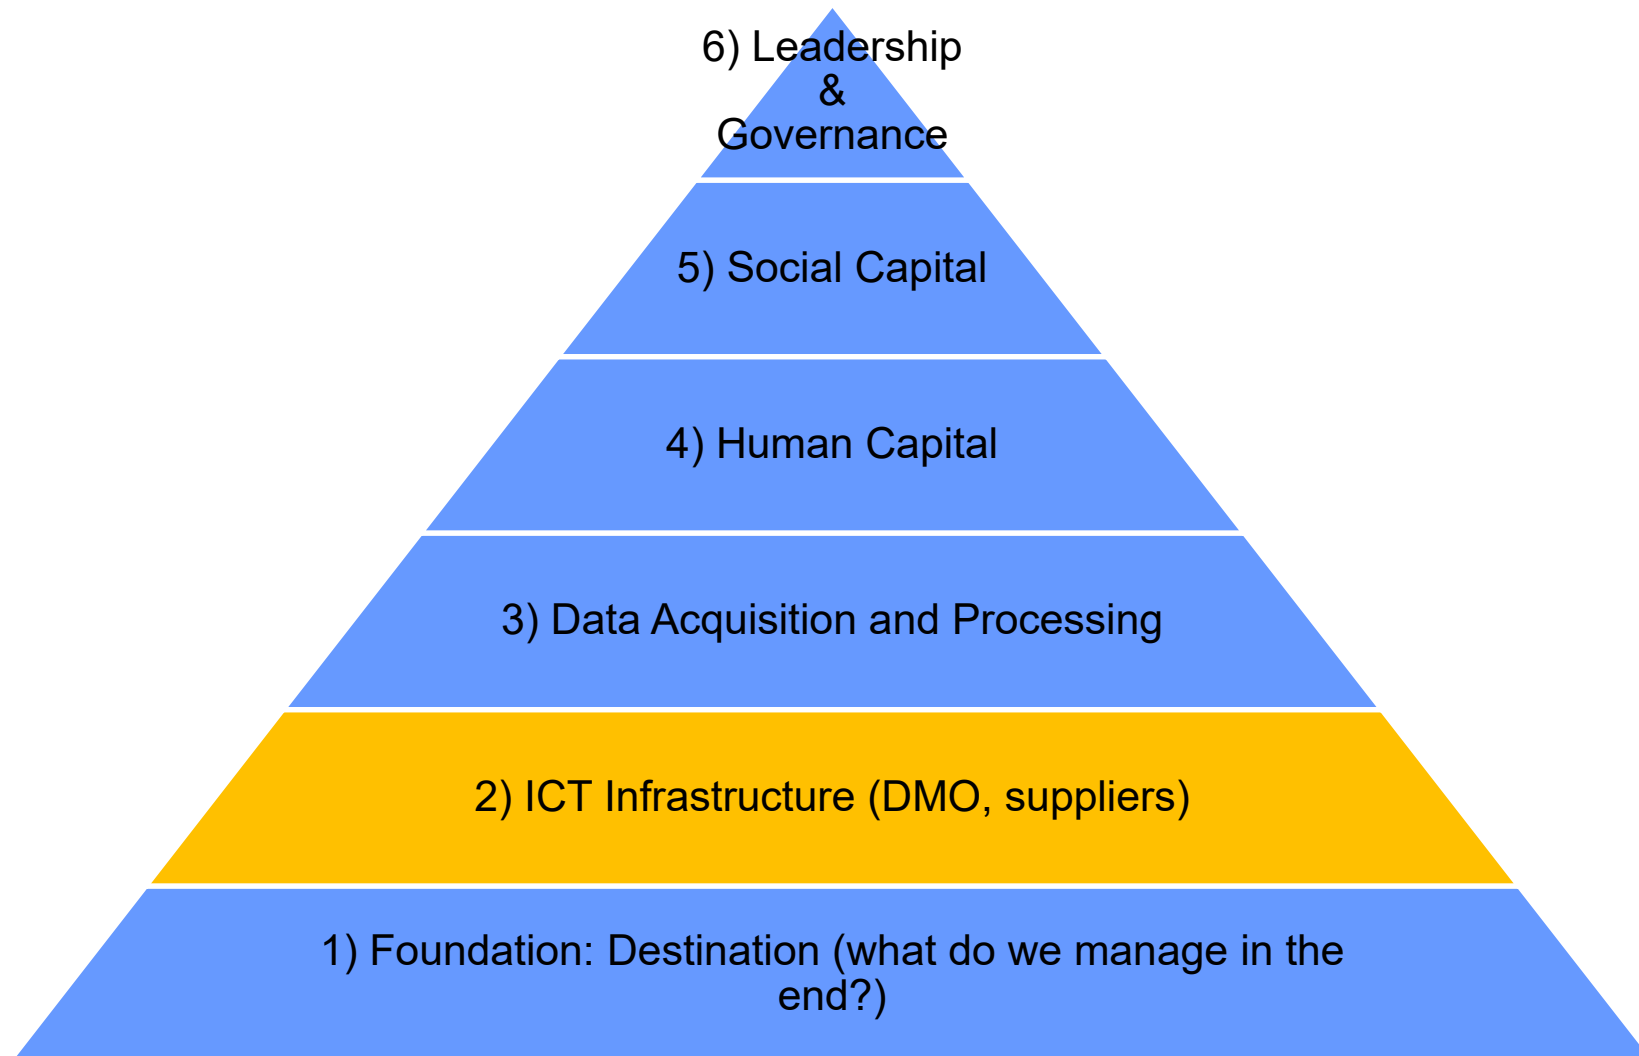 6) Leadership
&
Governance
5) Social Capital
4) Human Capital
3) Data Acquisition and Processing
2) ICT Infrastructure (DMO, suppliers)
1) Foundation: Destination (what do we manage in the
end?)